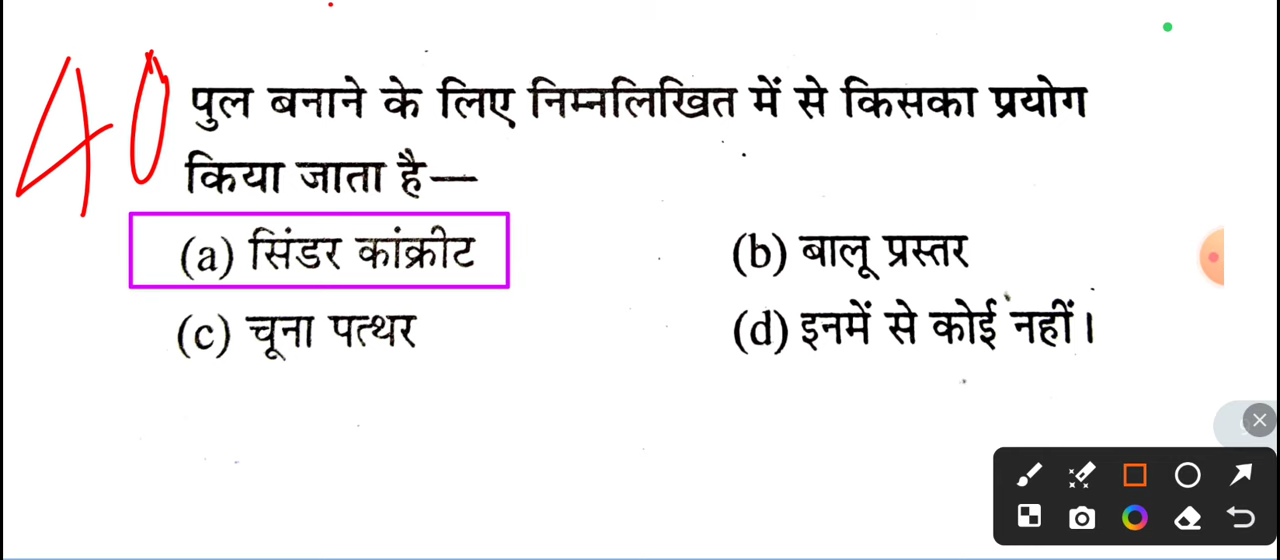 40 पुल बनाने के लिए निम्नलिखित में से किसका प्रयोग
किया जाता है—
(a) सिंडर कांक्रीट (b) बालू प्रस्तर
(c) चूना पत्थर (d) इनमें से कोई नहीं।